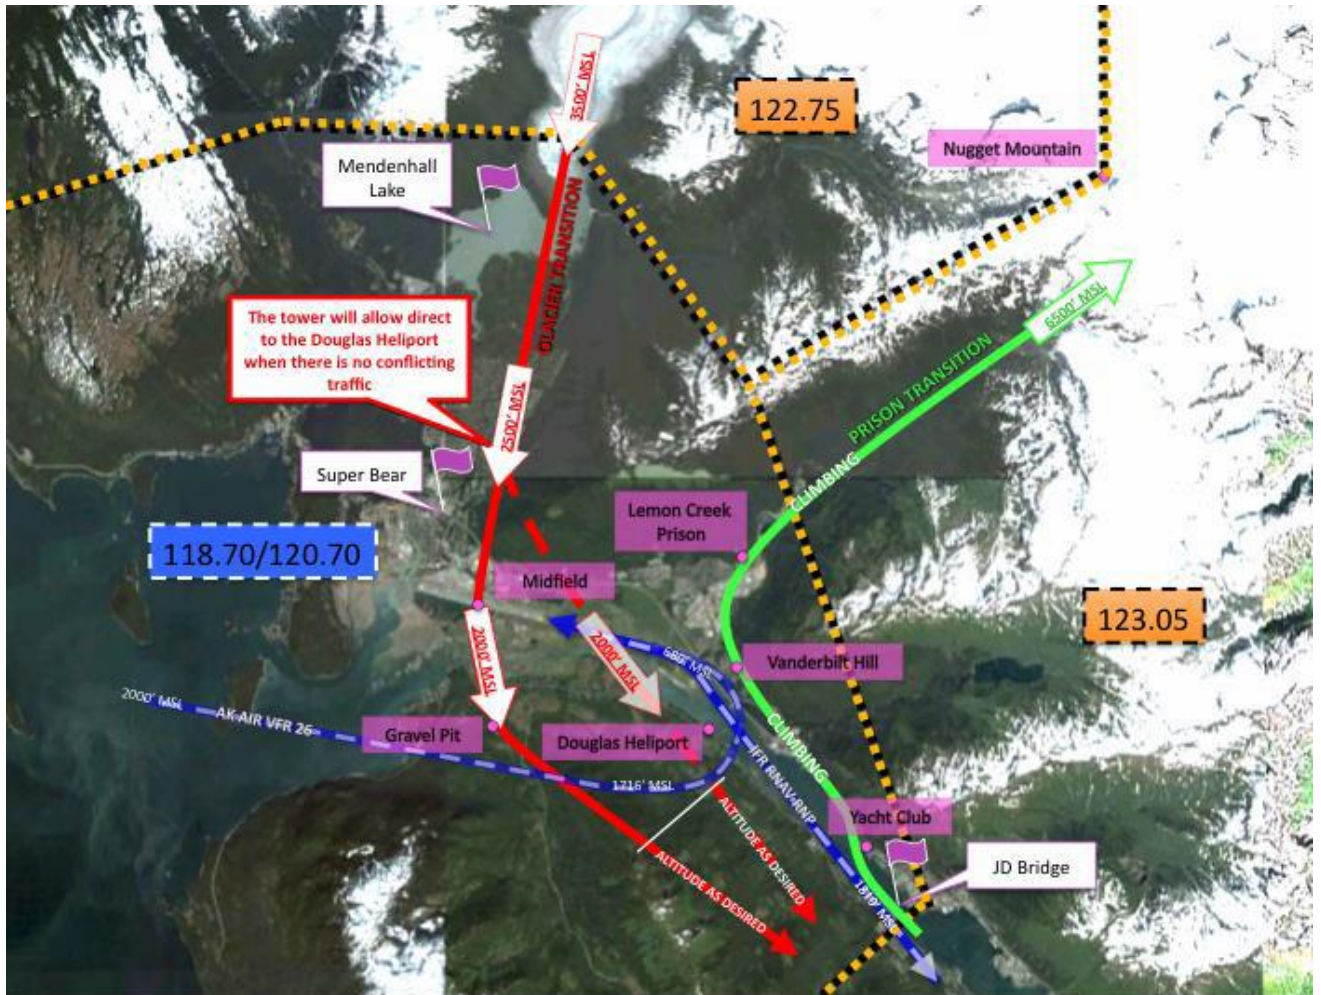 3500' MSL
122.75
Nugget Mountain
Mendenhall
Lake
GLACIER TRANSITION
6500' MSL
The tower will allow direct
to the Douglas Heliport
when there is no conflicting
traffic
PRISON TRANSITION
2500' MSL
Super Bear
CLIMBING
Lemon Creek
Prison
118.70/120.70
Midfield
123.05
2000' MSL
2000' MSL
680' MSL
Vanderbilt Hill
2000' MSL
AK AIR VFR 26
Gravel Pit
Douglas Heliport
CLIMBING
IFR RNAV-RNP
1716' MSL
Yacht Club
ALTITUDE AS DESIRED
ALTITUDE AS DESIRED
JD Bridge
1819' MSL